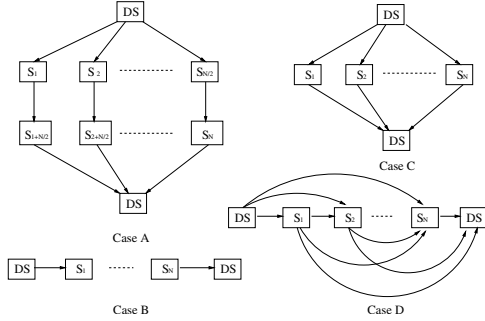 DS
S1 S2 SN/2
S1+N/2 S2+N/2 SN
DS
Case A
DS S1 SN DS
Case B
DS
S1 S2 SN
DS
Case C
DS S1 S2 SN DS
Case D